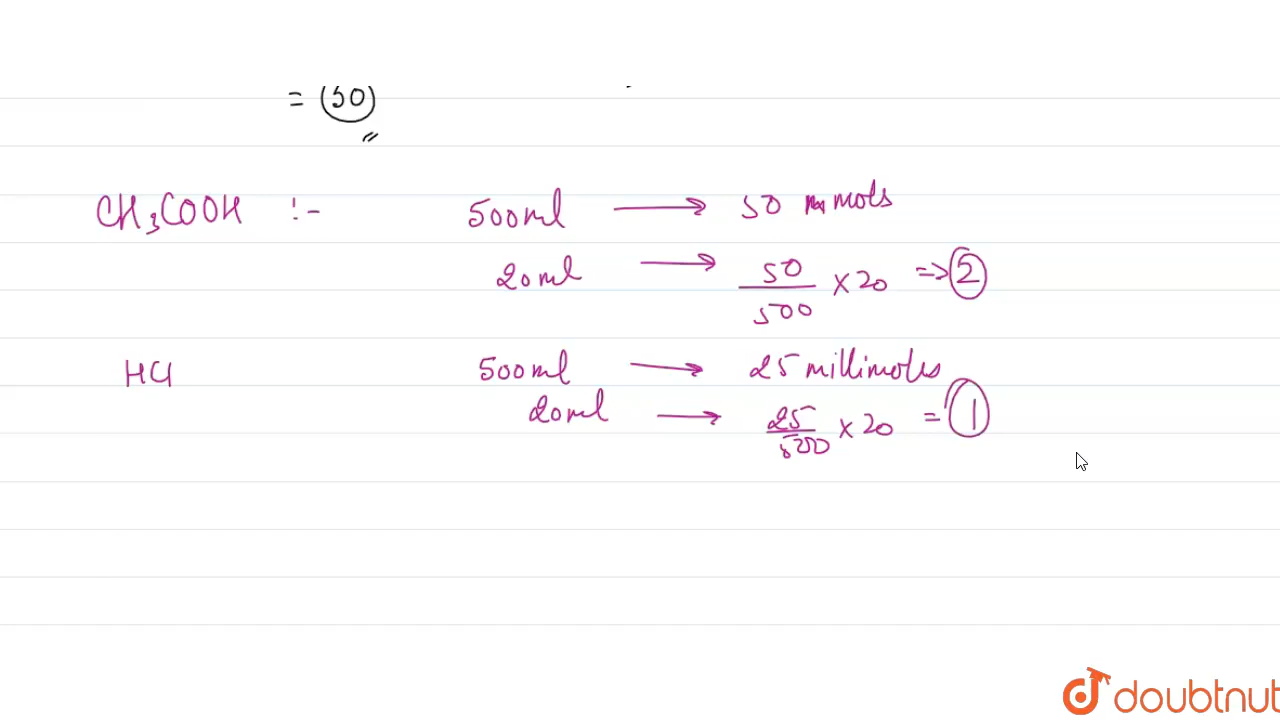 = 50
CH3COOH :- 500ml → 50 mmols
20ml → 50/500 × 20 => 2
HCl 500ml → 25 millimoles
20ml → 25/500 × 20 = 1
doubtnut